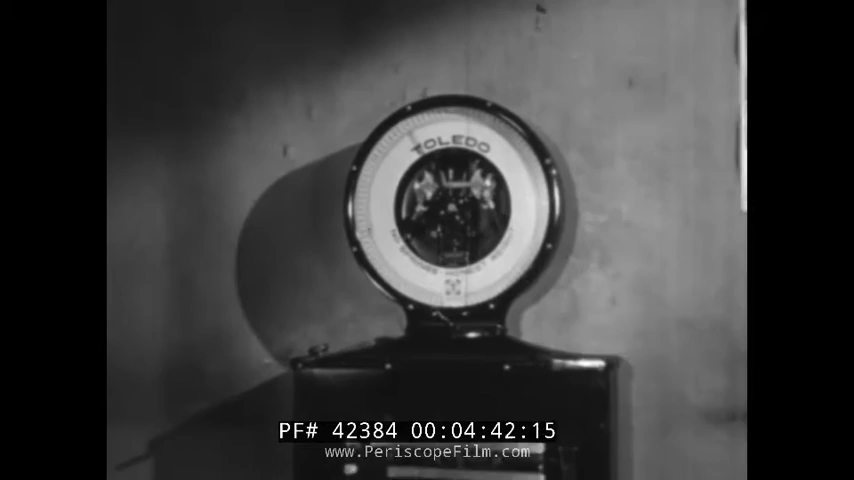 TOLEDO
NO SPRINGS - HONEST WEIGHT
PF# 42384 00:04:42:15
www.PeriscopeFilm.com